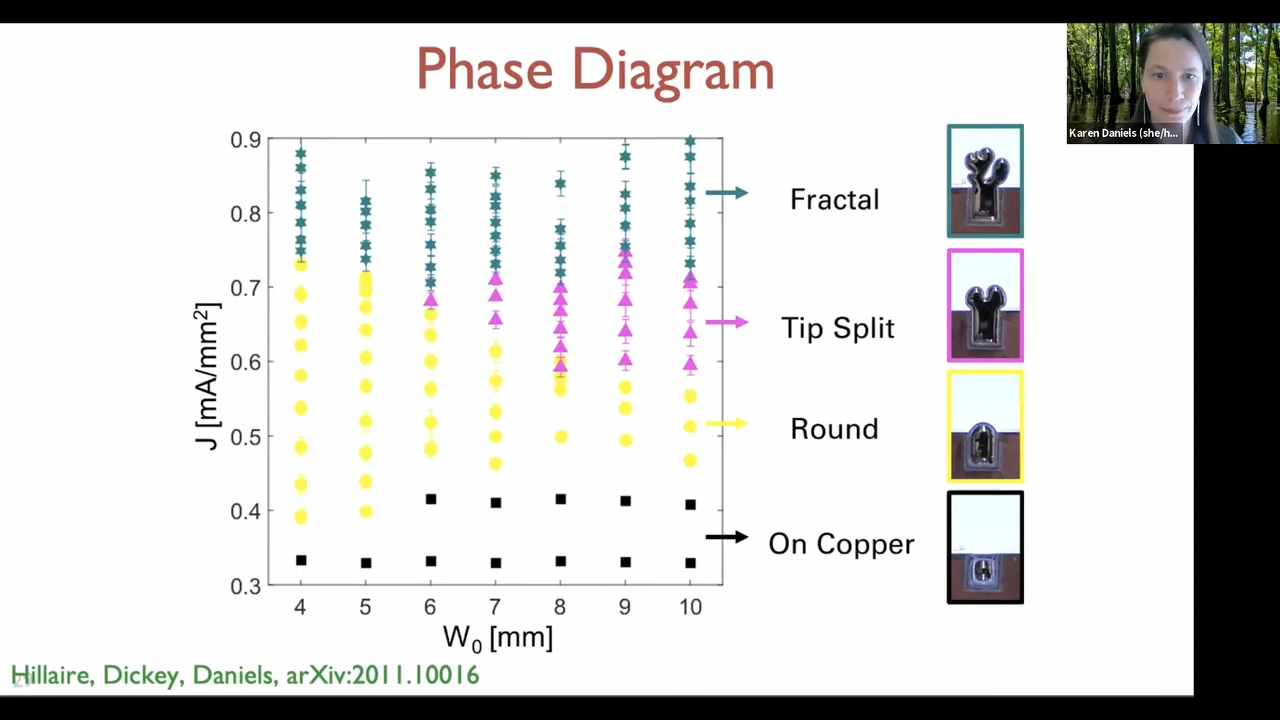 Phase Diagram
Karen Daniels (she/h...
0.9
0.8
0.7
0.6
0.5
0.4
0.3
J [mA/mm²]
4 5 6 7 8 9 10
W₀ [mm]
Fractal
Tip Split
Round
On Copper
Hillaire, Dickey, Daniels, arXiv:2011.10016